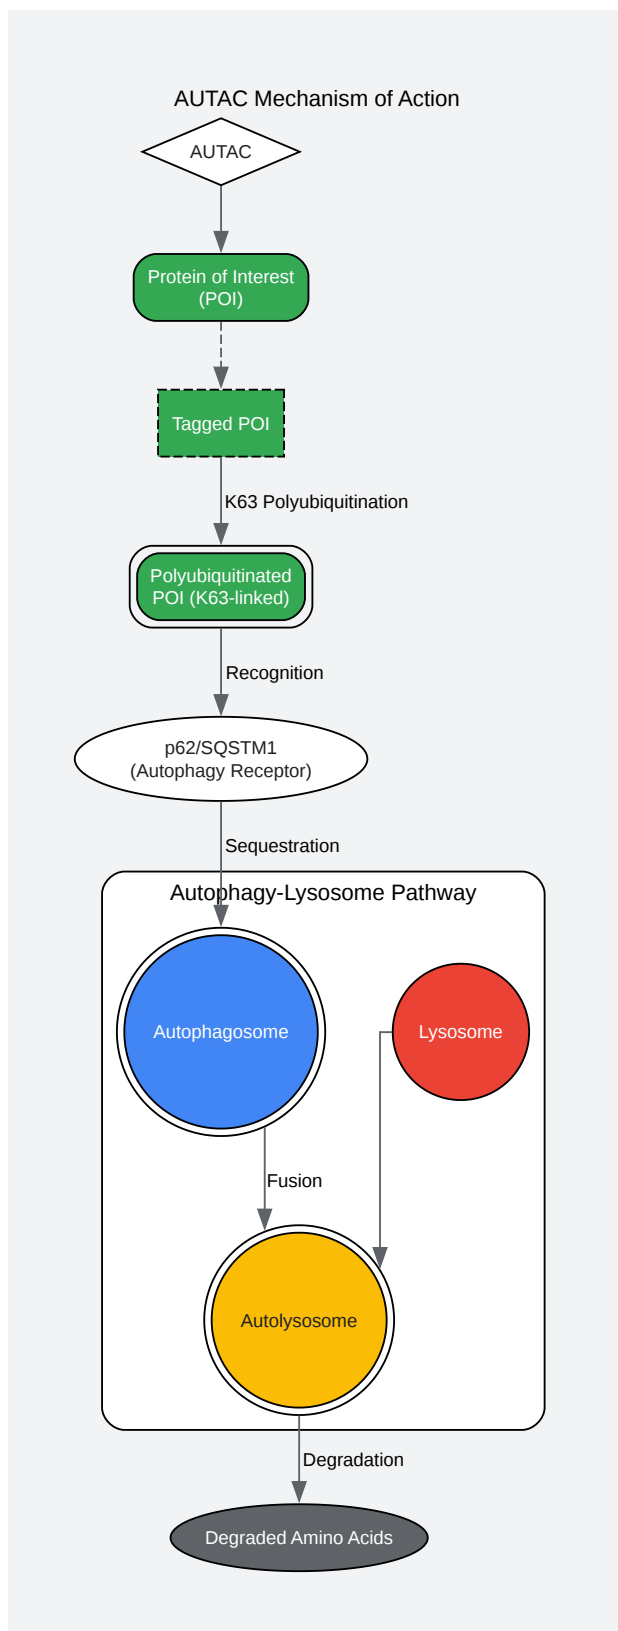 AUTAC Mechanism of Action
AUTAC
Protein of Interest
(POI)
Tagged POI
K63 Polyubiquitination
Polyubiquitinated
POI (K63-linked)
Recognition
p62/SQSTM1
(Autophagy Receptor)
Sequestration
Autophagy-Lysosome Pathway
Autophagosome
Lysosome
Fusion
Autolysosome
Degradation
Degraded Amino Acids